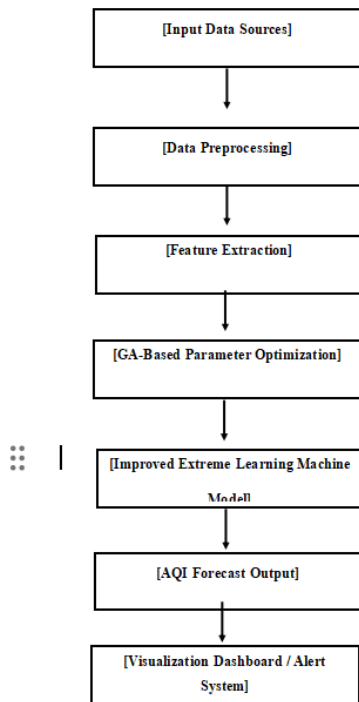 [Input Data Sources]
[Data Preprocessing]
[Feature Extraction]
[GA-Based Parameter Optimization]
[Improved Extreme Learning Machine
Model]
[AQI Forecast Output]
[Visualization Dashboard / Alert
System]